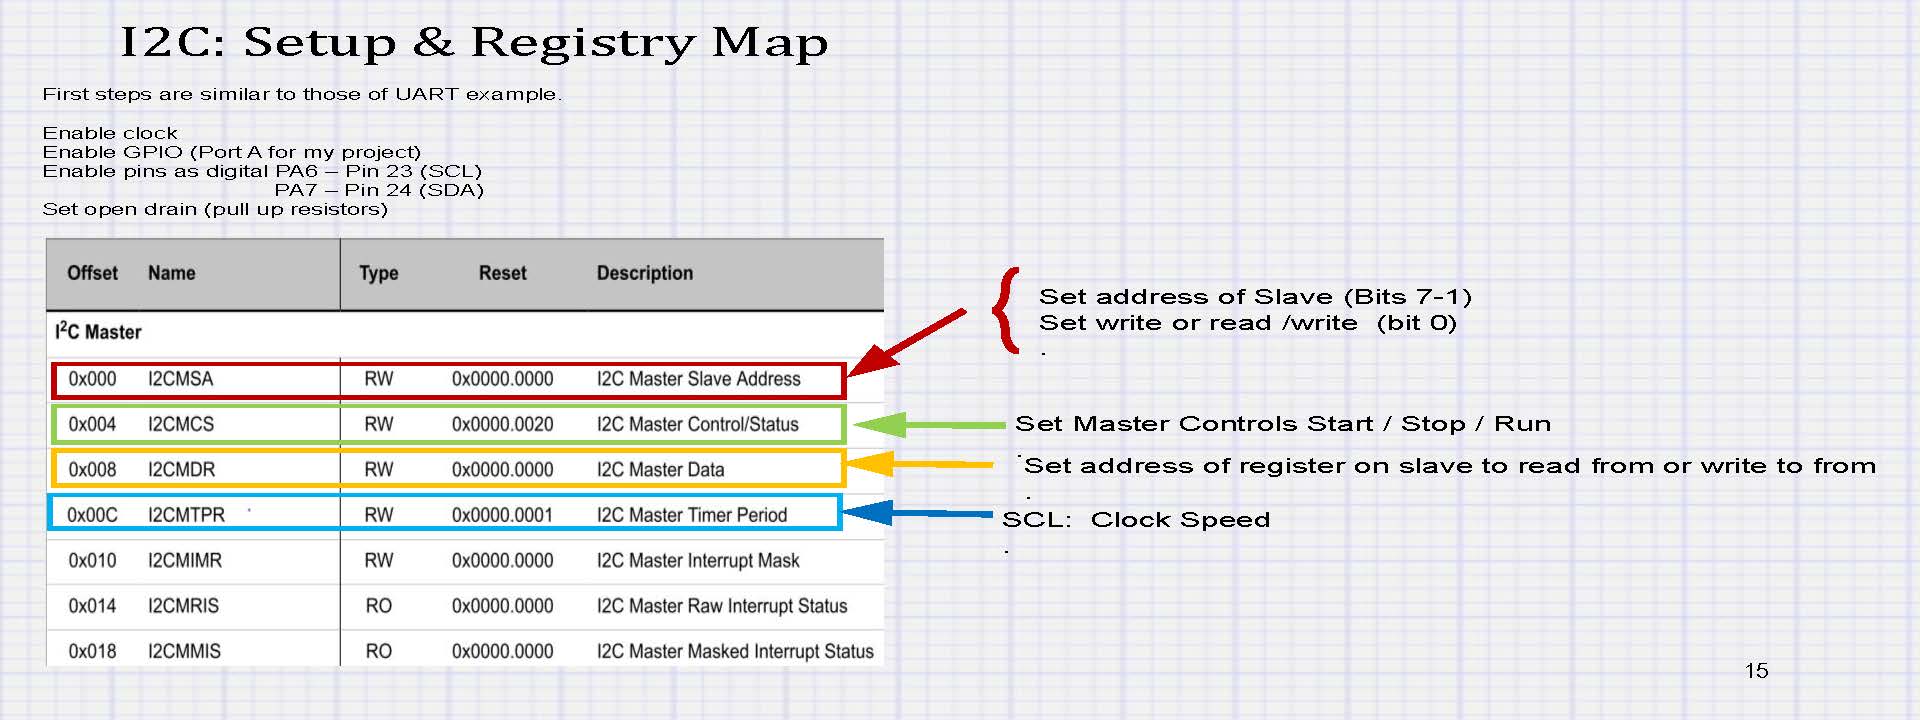 I2C: Setup & Registry Map
First steps are similar to those of UART example.
Enable clock
Enable GPIO (Port A for my project)
Enable pins as digital PA6 – Pin 23 (SCL)
PA7 – Pin 24 (SDA)
Set open drain (pull up resistors)
Offset Name Type Reset Description
I²C Master
0x000 I2CMSA RW 0x0000.0000 I2C Master Slave Address
0x004 I2CMCS RW 0x0000.0020 I2C Master Control/Status
0x008 I2CMDR RW 0x0000.0000 I2C Master Data
0x00C I2CMTPR RW 0x0000.0001 I2C Master Timer Period
0x010 I2CMIMR RW 0x0000.0000 I2C Master Interrupt Mask
0x014 I2CMRIS RO 0x0000.0000 I2C Master Raw Interrupt Status
0x018 I2CMMIS RO 0x0000.0000 I2C Master Masked Interrupt Status
{
Set address of Slave (Bits 7-1)
Set write or read /write (bit 0)
.
Set Master Controls Start / Stop / Run
.
Set address of register on slave to read from or write to from
.
SCL: Clock Speed
.
15